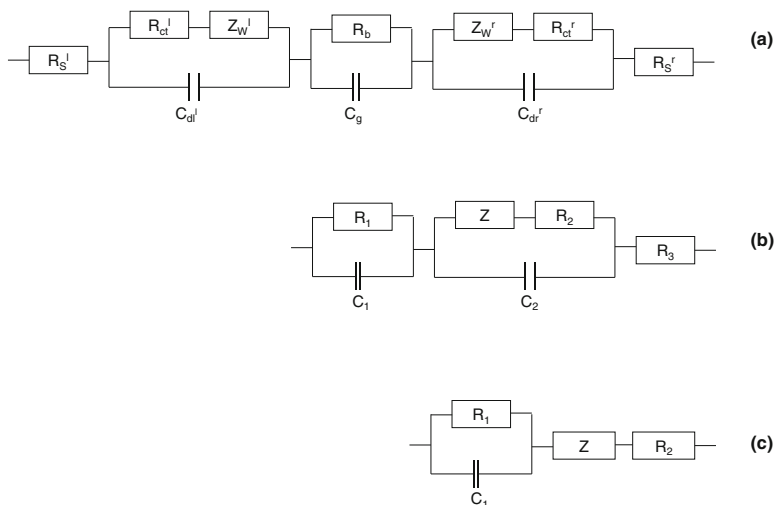 R_ct^l Z_W^l R_b Z_W^r R_ct^r (a)
R_S^l R_S^r
C_dl^l C_g C_dr^r
R_1 Z R_2 (b)
R_3
C_1 C_2
R_1
Z R_2 (c)
C_1